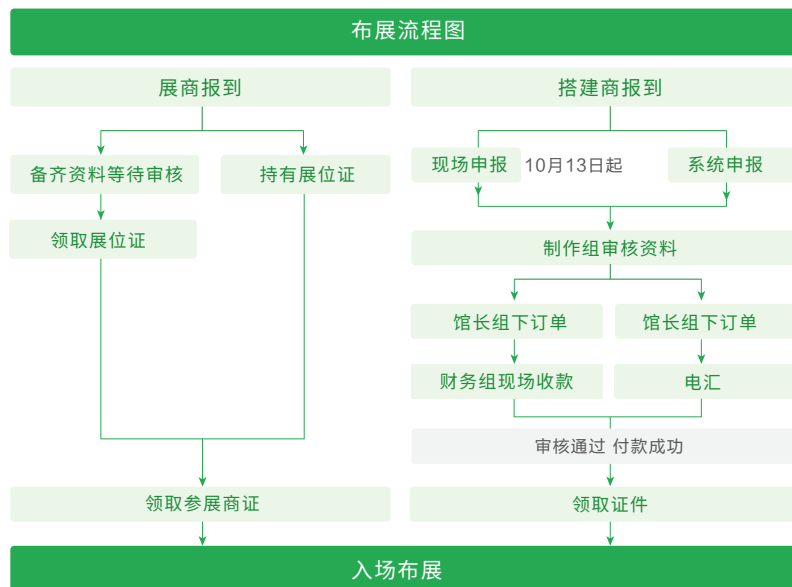 布展流程图
展商报到
搭建商报到
备齐资料等待审核
持有展位证
现场申报
10月13日起
系统申报
领取展位证
制作组审核资料
馆长组下订单
馆长组下订单
财务组现场收款
电汇
审核通过 付款成功
领取参展商证
领取证件
入场布展